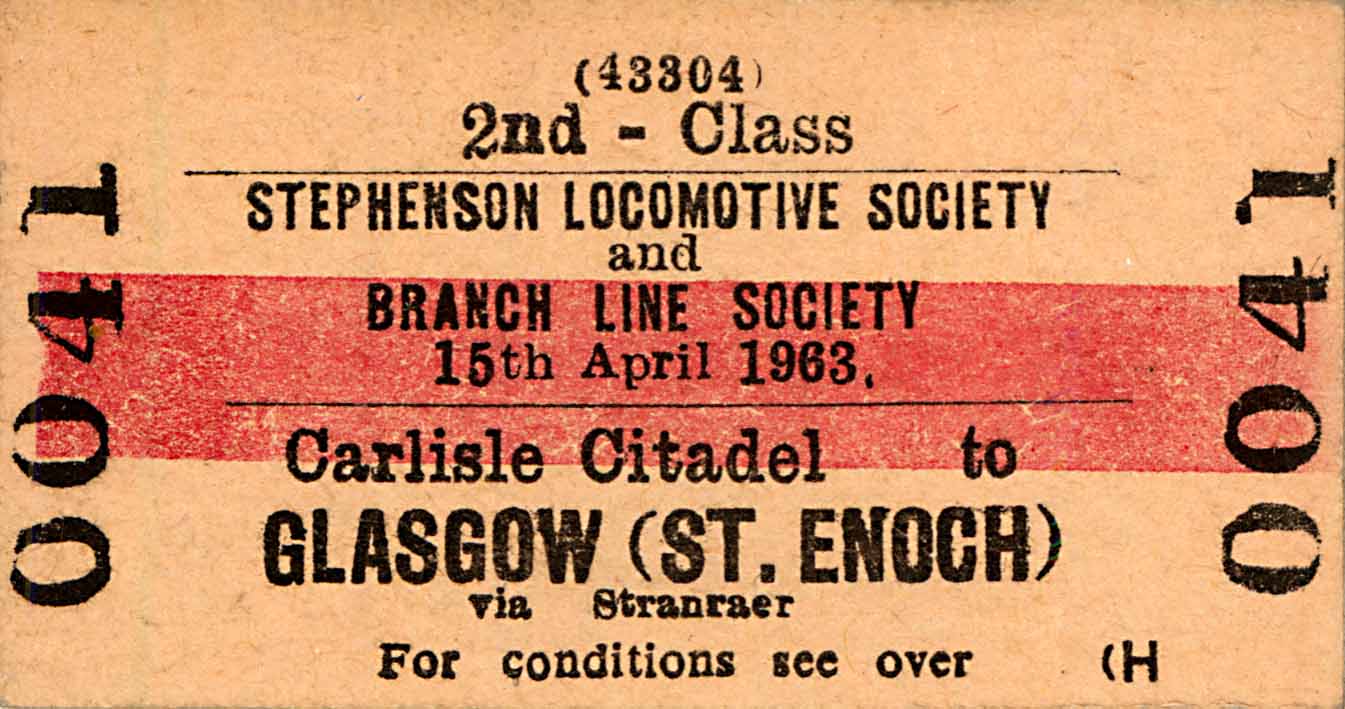 (43304)
2nd - Class
STEPHENSON LOCOMOTIVE SOCIETY
and
BRANCH LINE SOCIETY
15th April 1963.
Carlisle Citadel to
GLASGOW (ST. ENOCH)
via Stranraer
For conditions see over (H
0041
0041